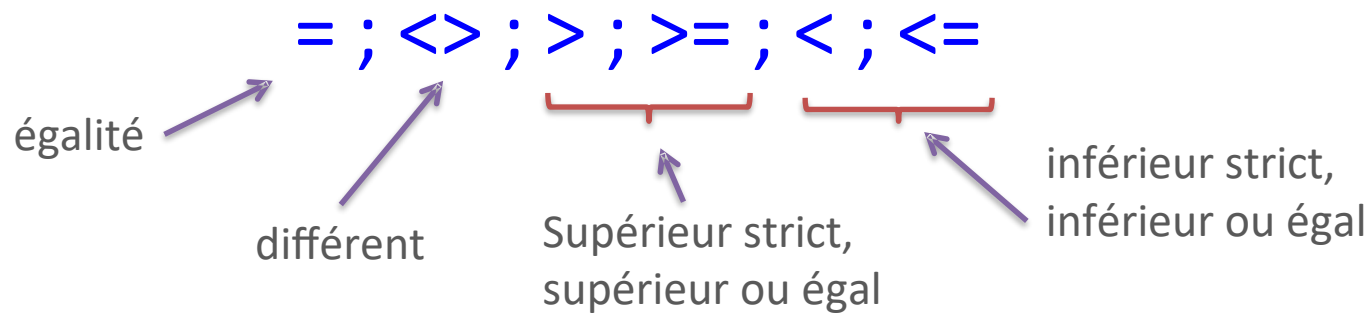 = ; <> ; > ; >= ; < ; <=
égalité
différent
Supérieur strict,
supérieur ou égal
inférieur strict,
inférieur ou égal